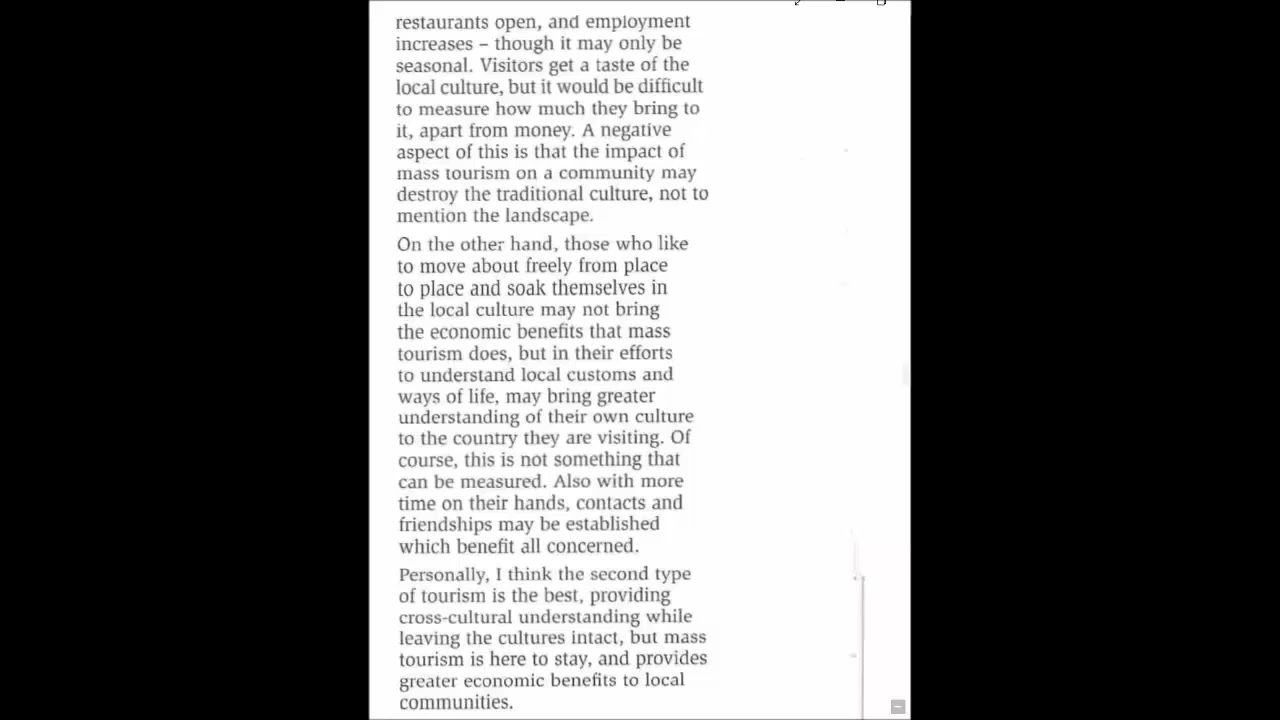 restaurants open, and employment
increases – though it may only be
seasonal. Visitors get a taste of the
local culture, but it would be difficult
to measure how much they bring to
it, apart from money. A negative
aspect of this is that the impact of
mass tourism on a community may
destroy the traditional culture, not to
mention the landscape.
On the other hand, those who like
to move about freely from place
to place and soak themselves in
the local culture may not bring
the economic benefits that mass
tourism does, but in their efforts
to understand local customs and
ways of life, may bring greater
understanding of their own culture
to the country they are visiting. Of
course, this is not something that
can be measured. Also with more
time on their hands, contacts and
friendships may be established
which benefit all concerned.
Personally, I think the second type
of tourism is the best, providing
cross-cultural understanding while
leaving the cultures intact, but mass
tourism is here to stay, and provides
greater economic benefits to local
communities.